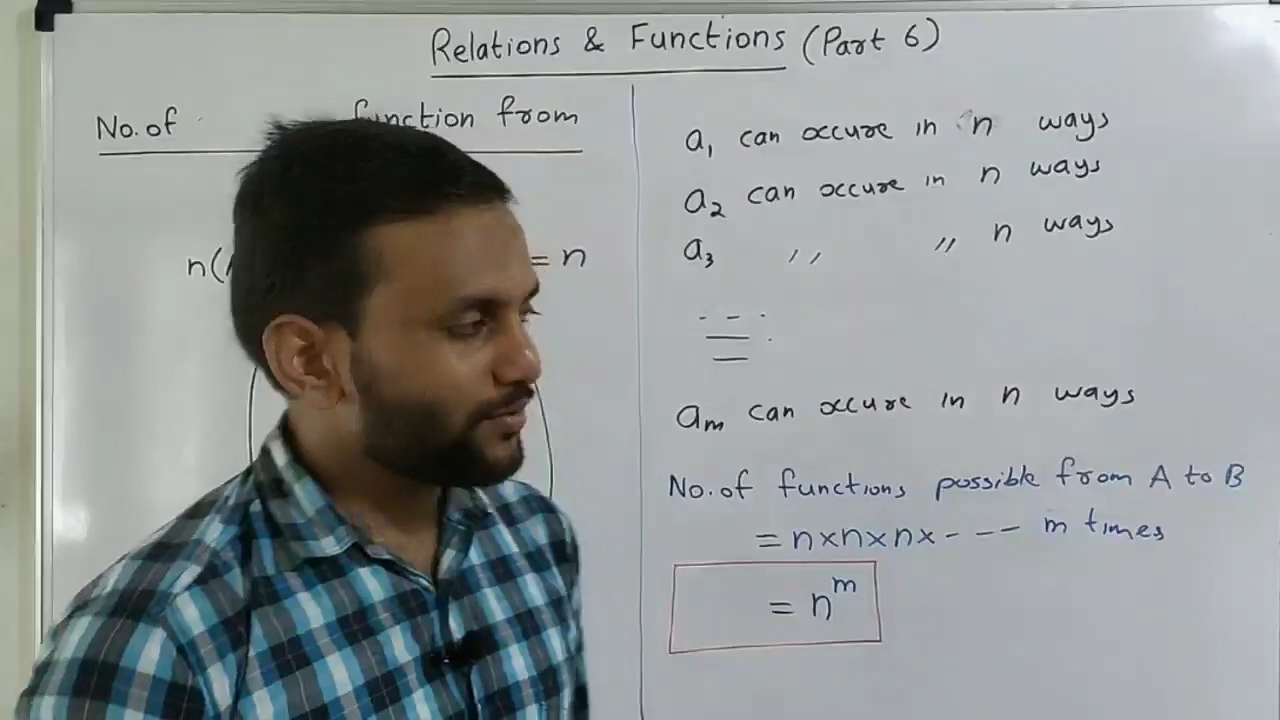 Relations & Functions (Part 6)
No. of function from
n( = n
a1 can occure in n ways
a2 can occure in n ways
a3 ,, ,, n ways
am can occure in n ways
No. of functions possible from A to B
= n×n×n×--- m times
= n^m